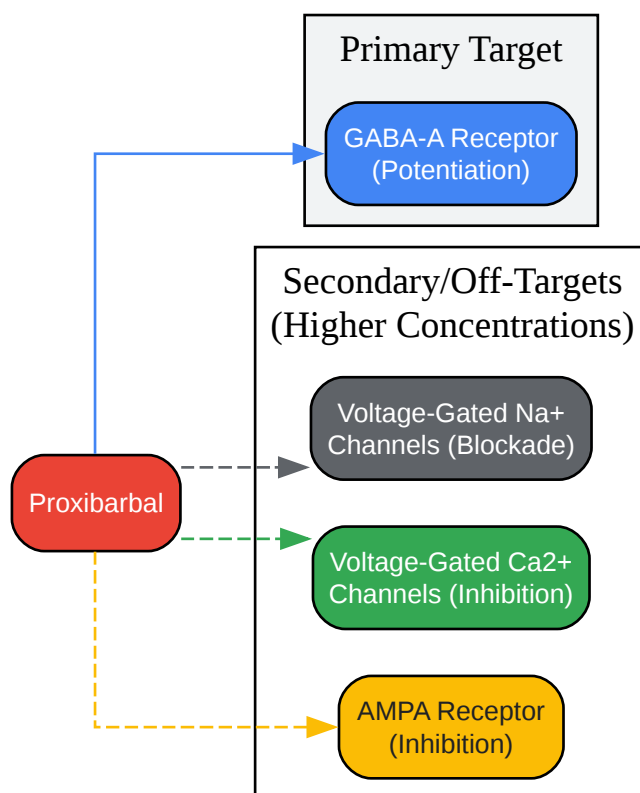 Primary Target
GABA-A Receptor
(Potentiation)
Secondary/Off-Targets
(Higher Concentrations)
Voltage-Gated Na+
Channels (Blockade)
Proxibarbal
Voltage-Gated Ca2+
Channels (Inhibition)
AMPA Receptor
(Inhibition)